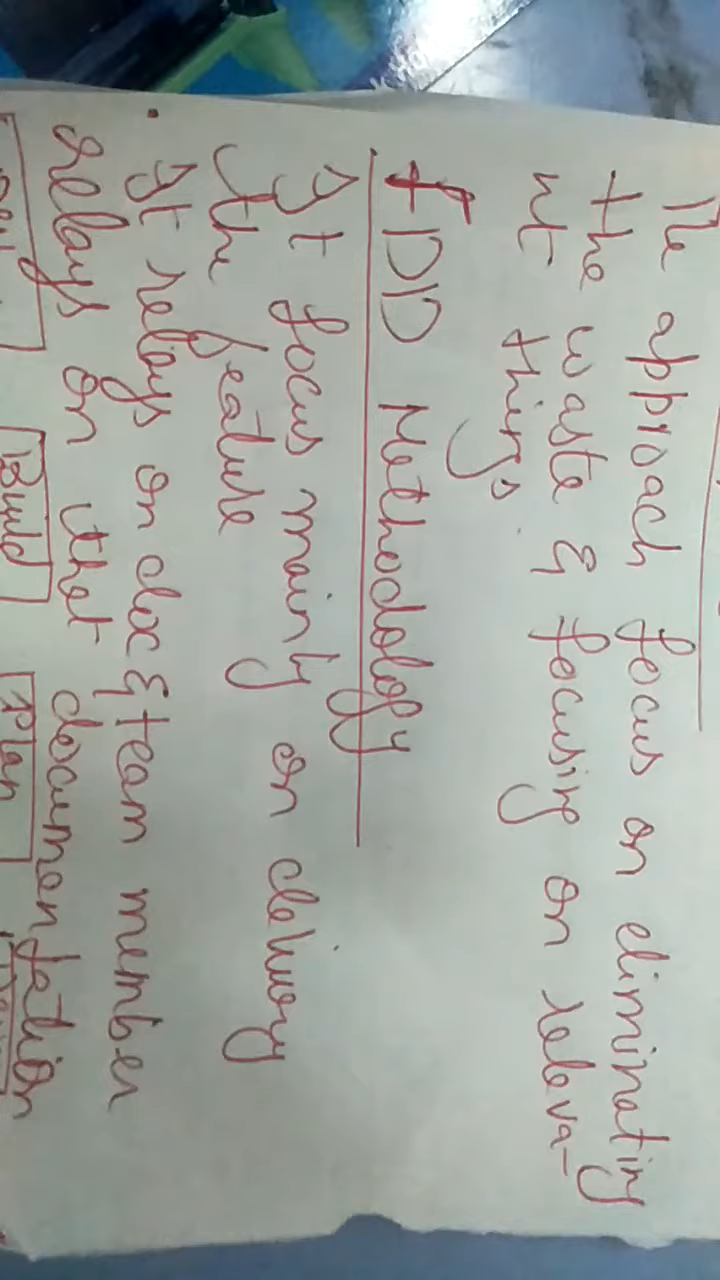 The approach focus on eliminating
the waste & focusing on releva-
nt things.
FDD Methodology
It focus mainly on delivery
the feature
. It relays on doc & team member
relays on that documentation
Build Plan